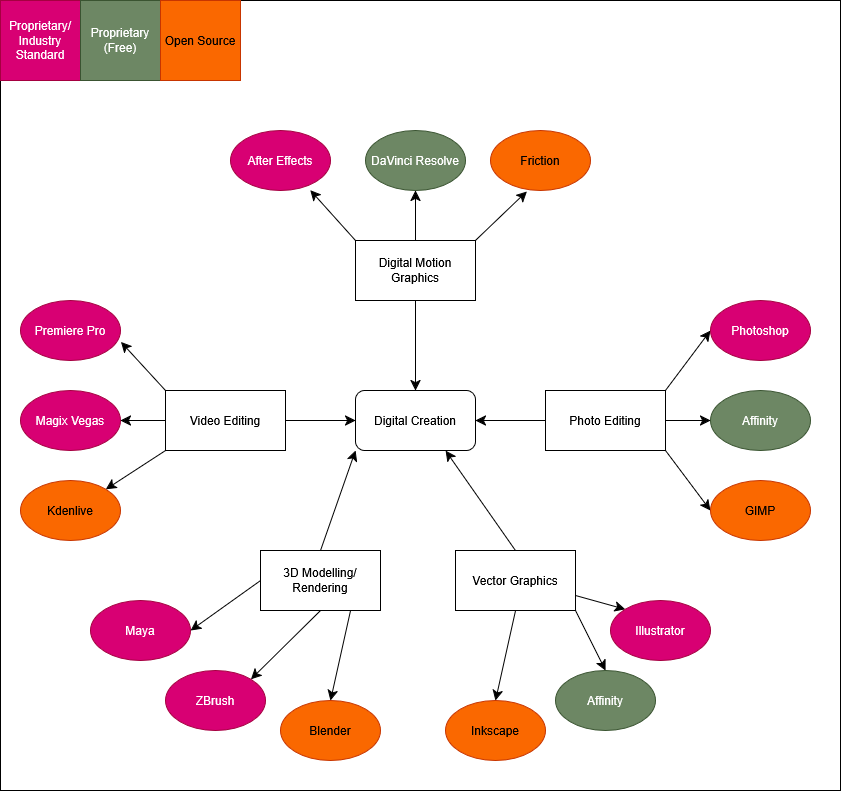 Proprietary/
Industry
Standard
Proprietary
(Free)
Open Source
After Effects
DaVinci Resolve
Friction
Digital Motion
Graphics
Premiere Pro
Photoshop
Magix Vegas
Video Editing
Digital Creation
Photo Editing
Affinity
Kdenlive
GIMP
3D Modelling/
Rendering
Vector Graphics
Maya
Illustrator
ZBrush
Affinity
Blender
Inkscape